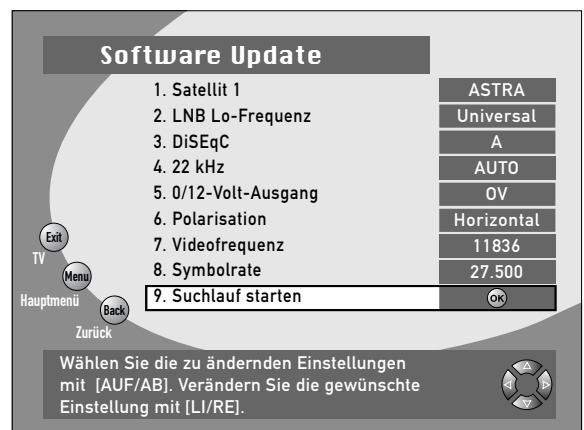 Software Update
1. Satellit 1 ASTRA
2. LNB Lo-Frequenz Universal
3. DiSEqC A
4. 22 kHz AUTO
5. 0/12-Volt-Ausgang 0V
6. Polarisation Horizontal
7. Videofrequenz 11836
8. Symbolrate 27.500
9. Suchlauf starten OK
Exit
TV
Menu
Hauptmenü
Back
Zurück
Wählen Sie die zu ändernden Einstellungen
mit [AUF/AB]. Verändern Sie die gewünschte
Einstellung mit [LI/RE].